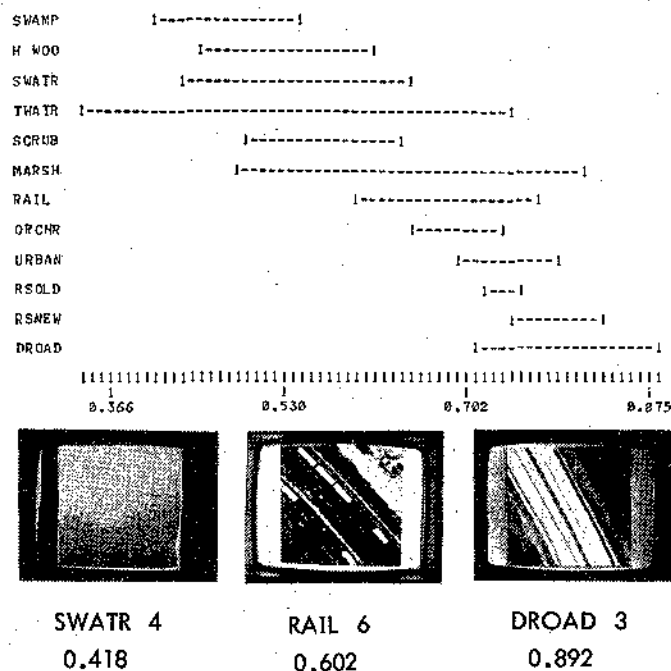 SWAMP
H WOO
SWATR
TWATR
SCRUB
MARSH
RAIL
ORCHR
URBAN
RSOLD
RSNEW
DROAD
0.366 0.530 0.702 0.875
SWATR 4 RAIL 6 DROAD 3
0.418 0.602 0.892